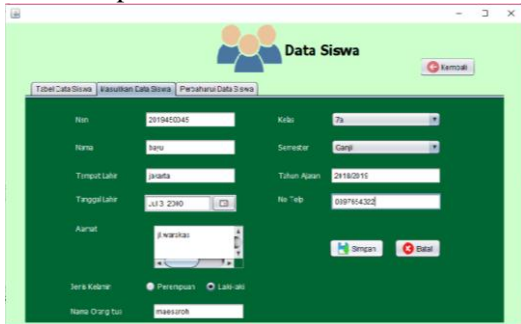 Data Siswa
Kembali
Tabel Data Siswa Masukkan Data Siswa Perbaharui Data Siswa
Nisn 2019450345 Kelas 7a
Nama bayu Semester Ganjil
Tempat Lahir jakarta Tahun Ajaran 2018/2019
Tanggal Lahir Jul 3, 2000 No Telp 0897654322
Alamat jl.warakas
Simpan Batal
Jenis Kelamin Perempuan Laki-laki
Nama Orang tua maesaroh